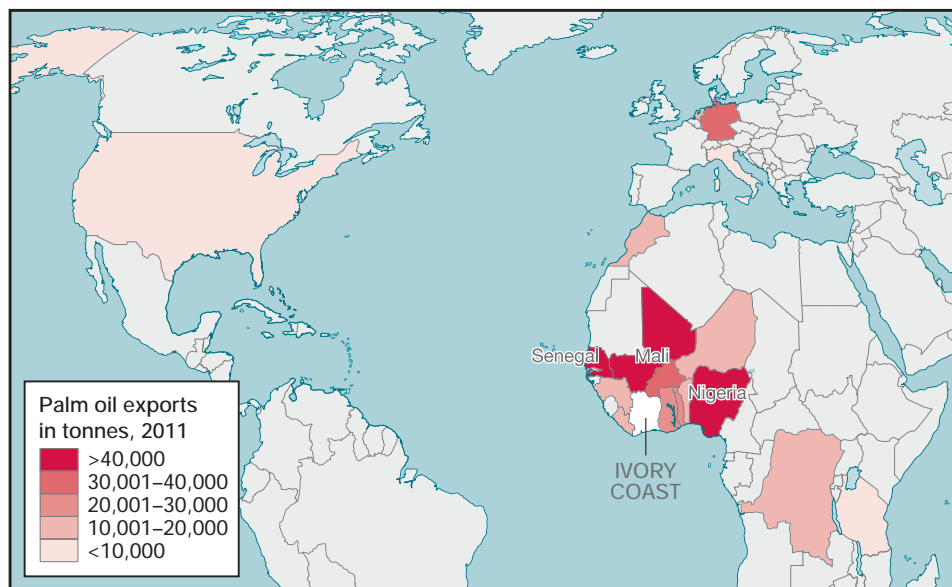 Senegal
Mali
Nigeria
IVORY
COAST
Palm oil exports
in tonnes, 2011
>40,000
30,001–40,000
20,001–30,000
10,001–20,000
<10,000